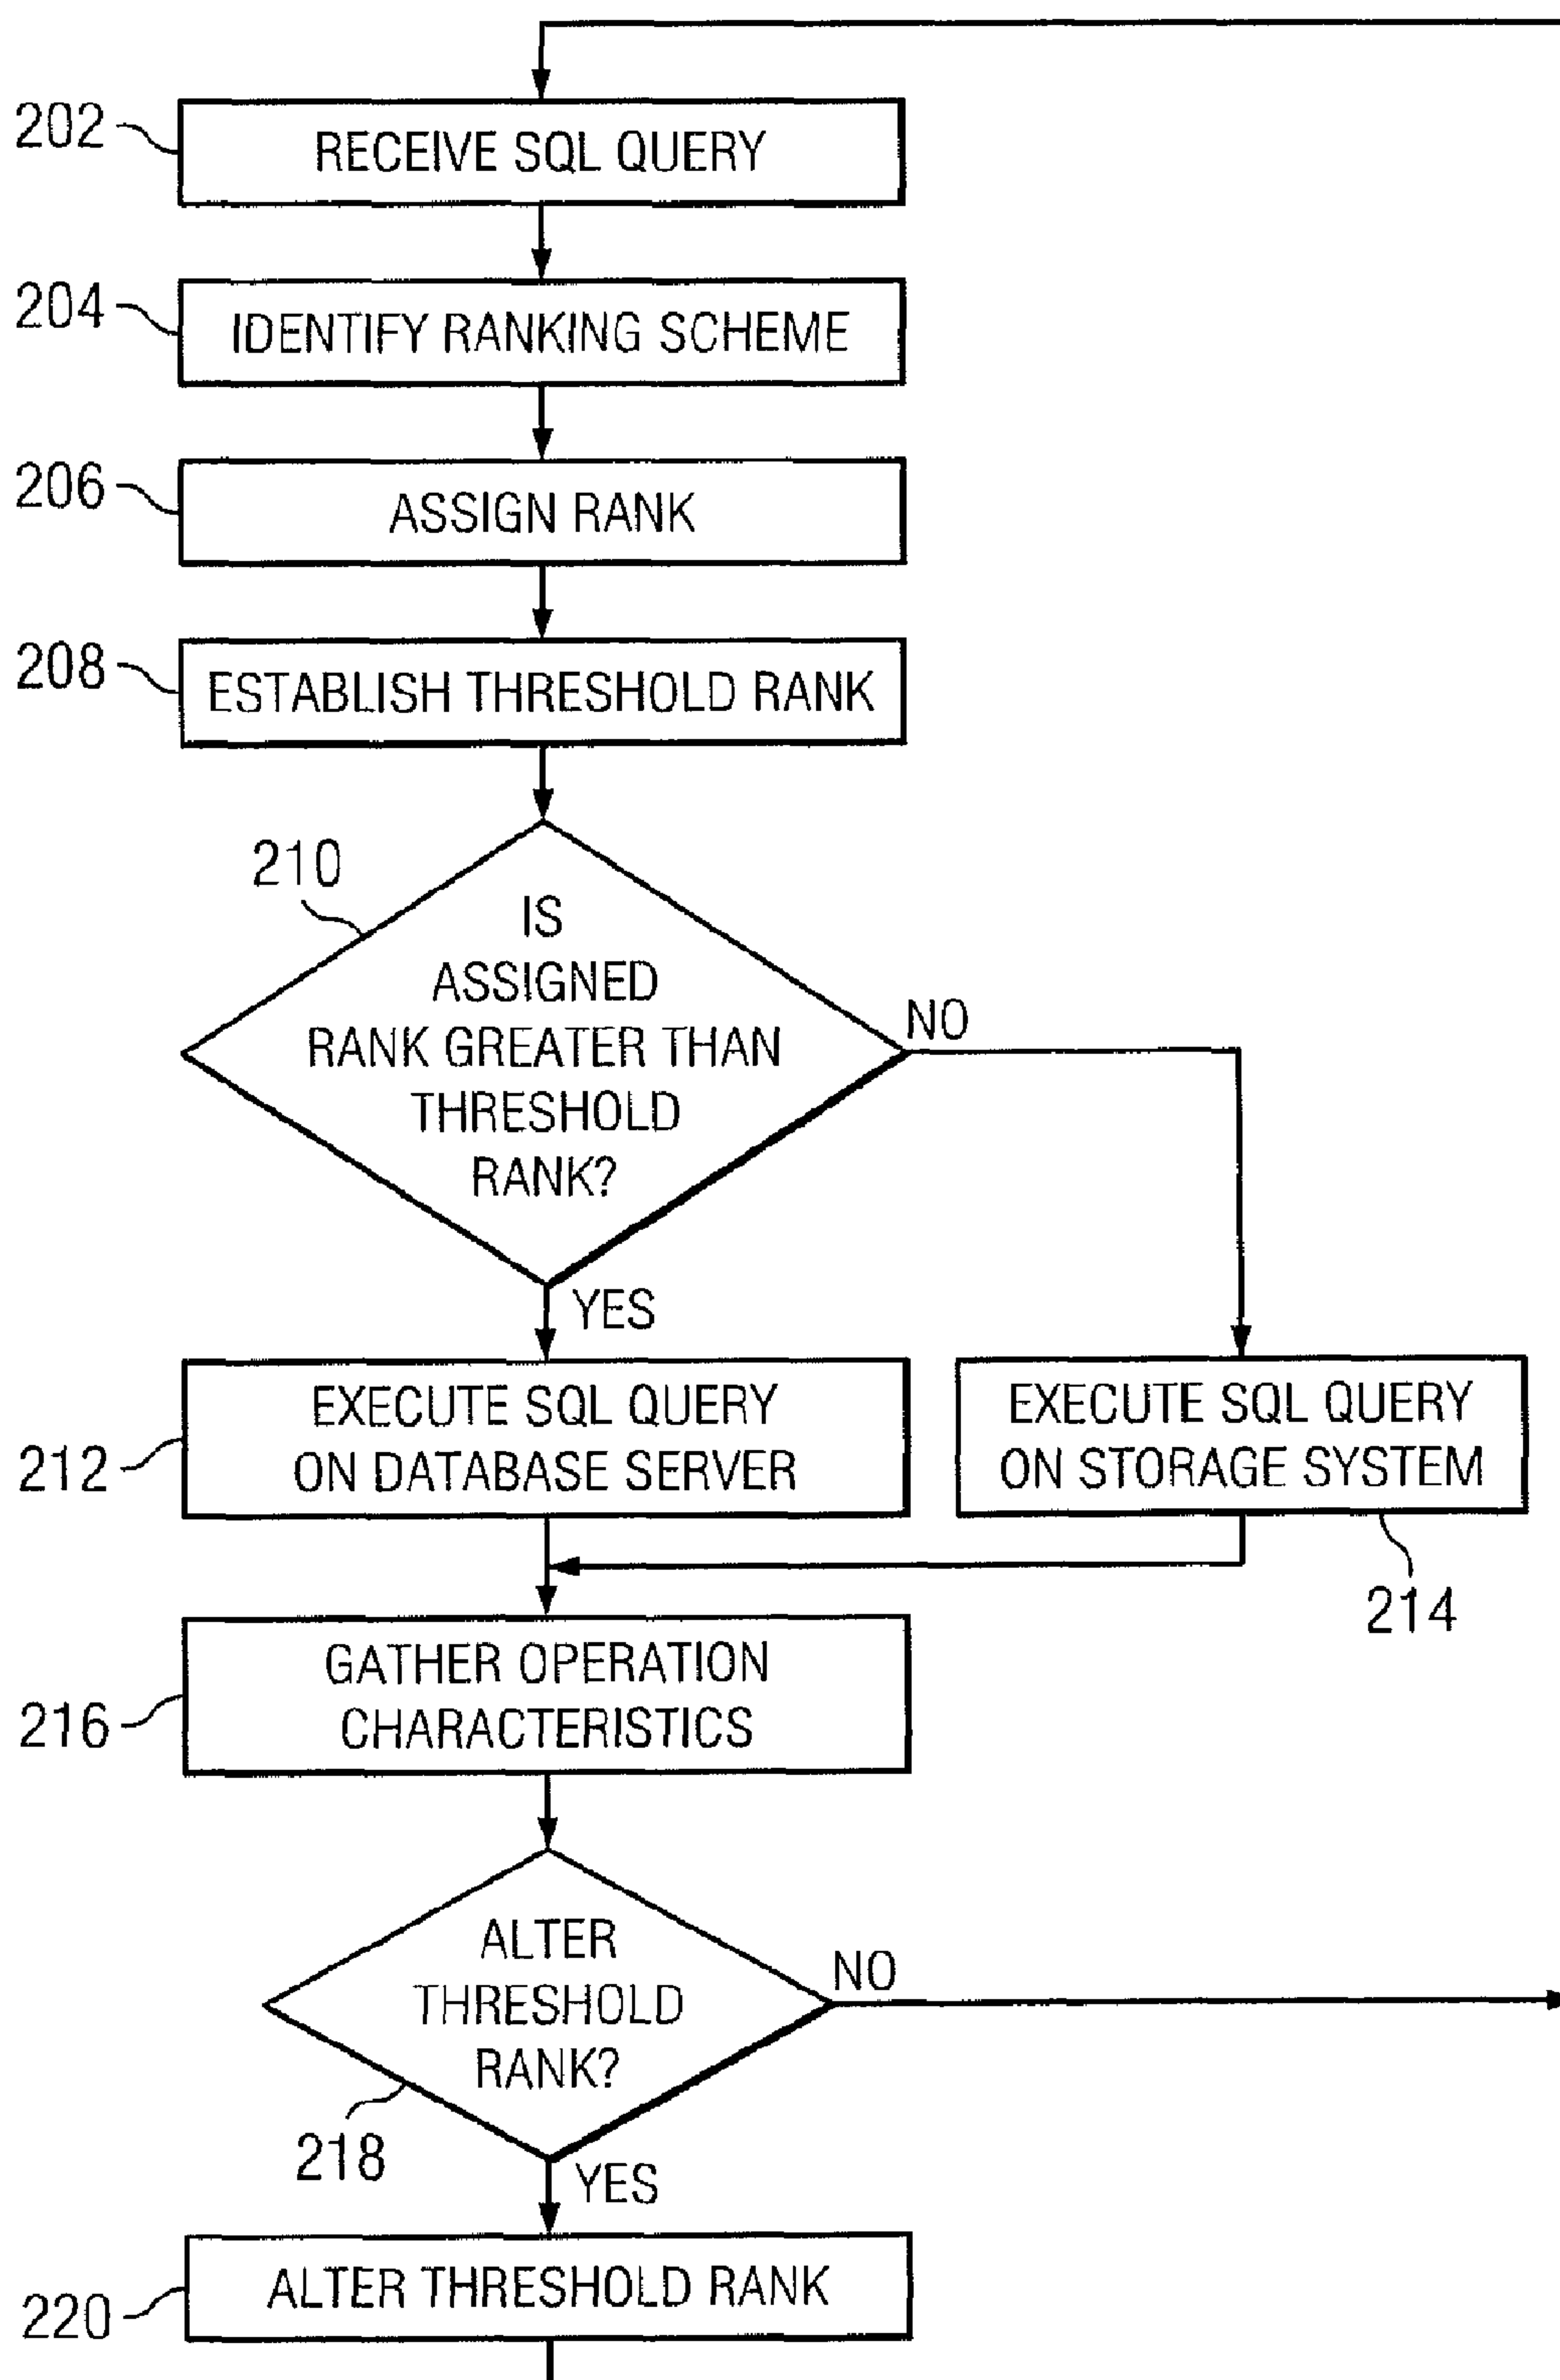 202
RECEIVE SQL QUERY
204
IDENTIFY RANKING SCHEME
206
ASSIGN RANK
208
ESTABLISH THRESHOLD RANK
210
IS
ASSIGNED
RANK GREATER THAN
THRESHOLD
RANK?
NO
YES
212
EXECUTE SQL QUERY
ON DATABASE SERVER
EXECUTE SQL QUERY
ON STORAGE SYSTEM
214
216
GATHER OPERATION
CHARACTERISTICS
ALTER
THRESHOLD
RANK?
NO
218
YES
220
ALTER THRESHOLD RANK